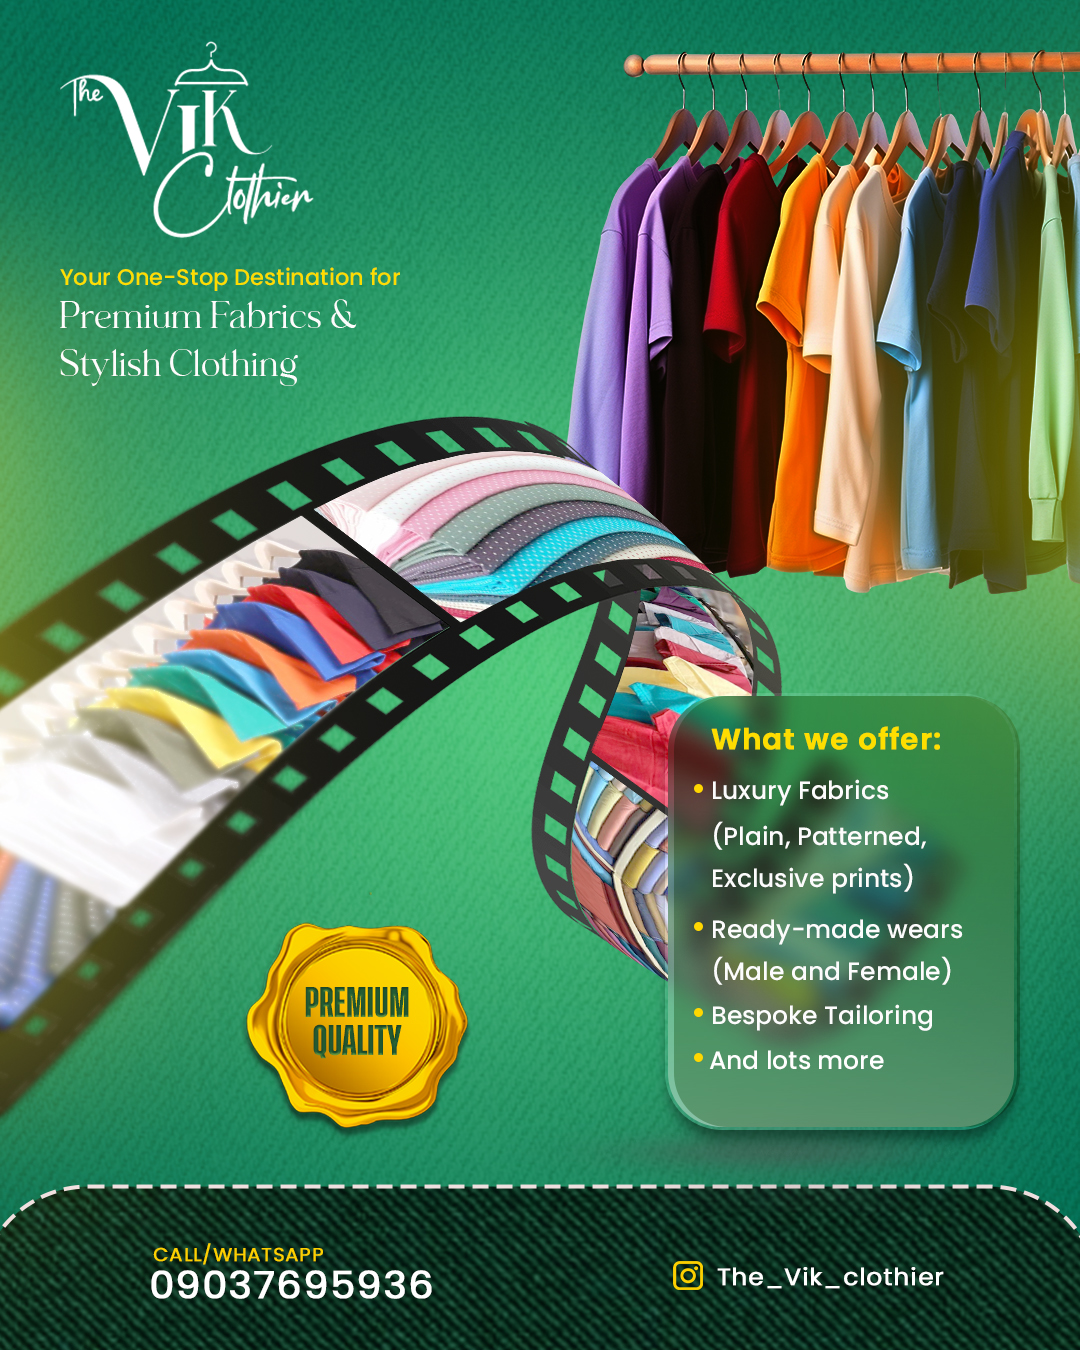 The
VIK
Clothier
Your One-Stop Destination for
Premium Fabrics &
Stylish Clothing
What we offer:
• Luxury Fabrics
(Plain, Patterned,
Exclusive prints)
• Ready-made wears
(Male and Female)
• Bespoke Tailoring
• And lots more
PREMIUM
QUALITY
CALL/WHATSAPP
09037695936
The_Vik_clothier